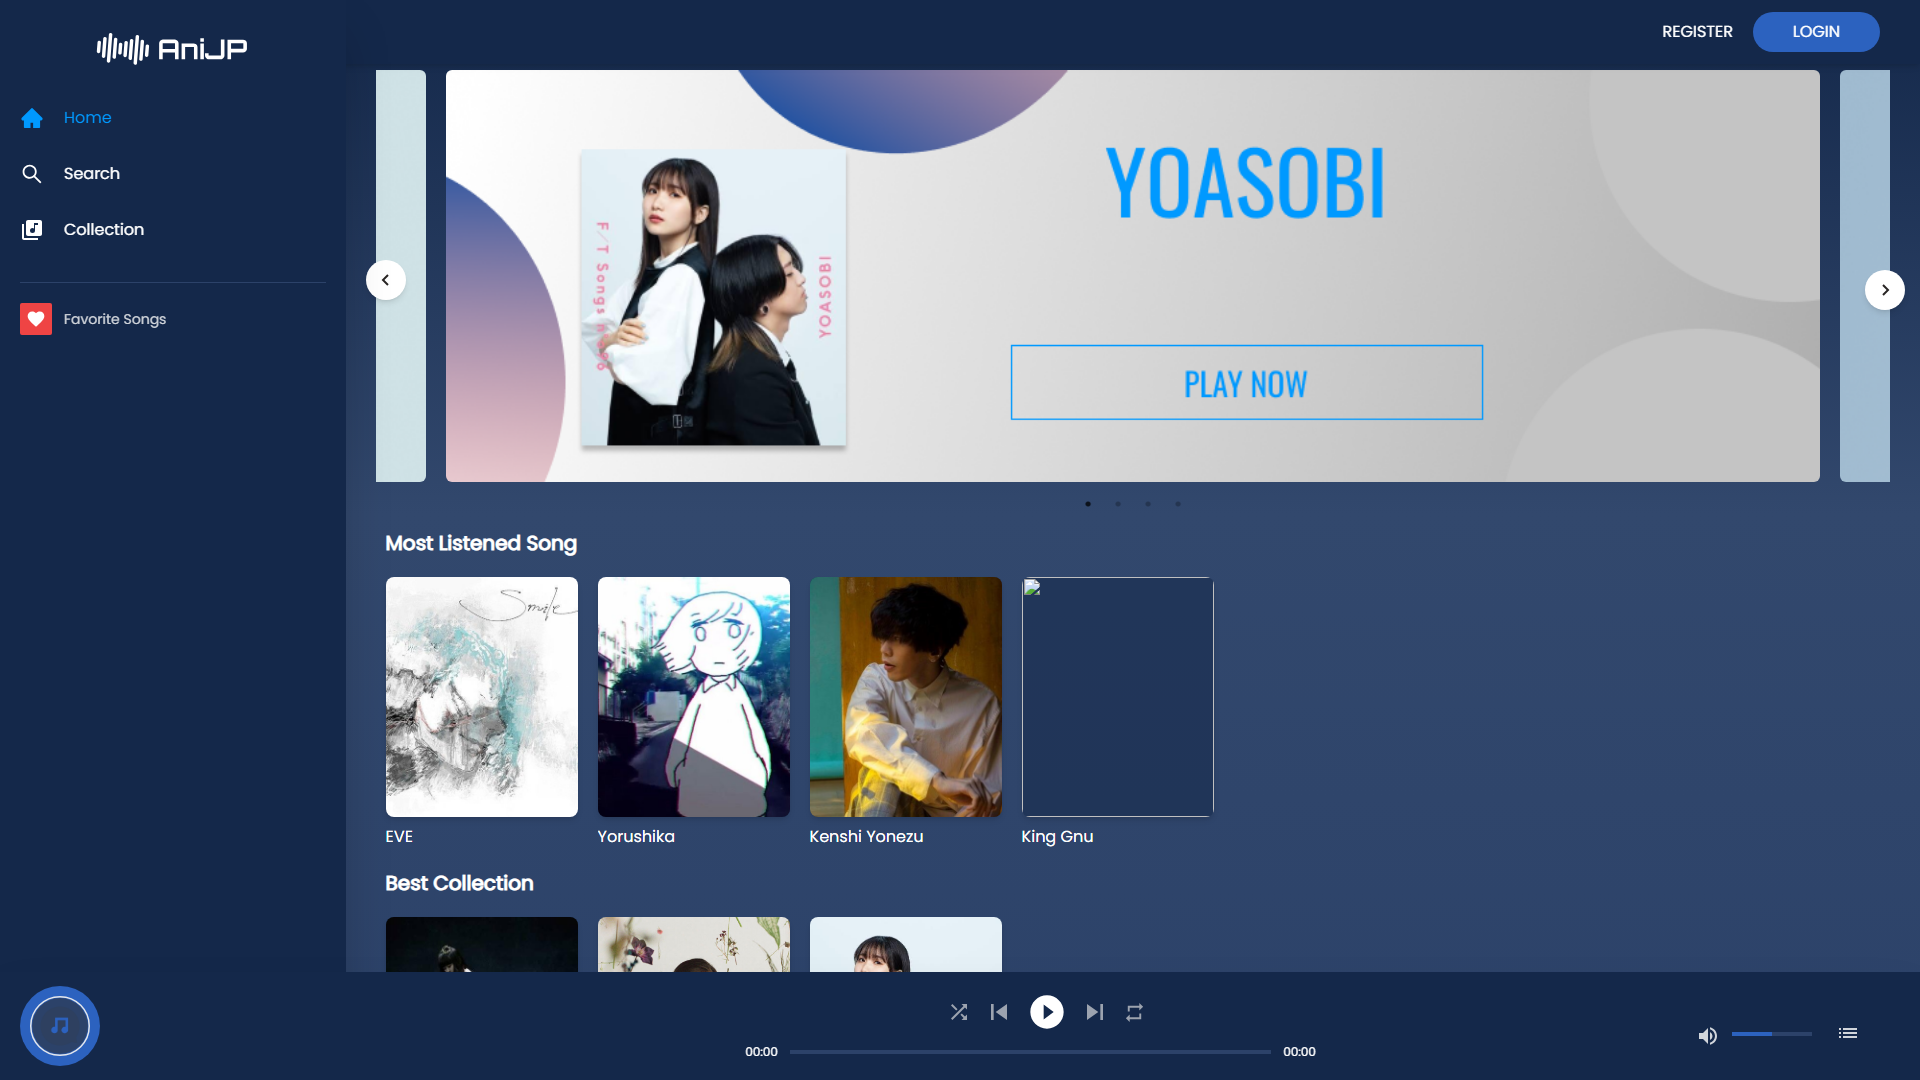 AniJP
REGISTER
LOGIN
Home
Search
Collection
Favorite Songs
YOASOBI
F/T Songs
YOASOBI
PLAY NOW
Most Listened Song
Smile
EVE
Yorushika
Kenshi Yonezu
King Gnu
Best Collection
00:00
00:00